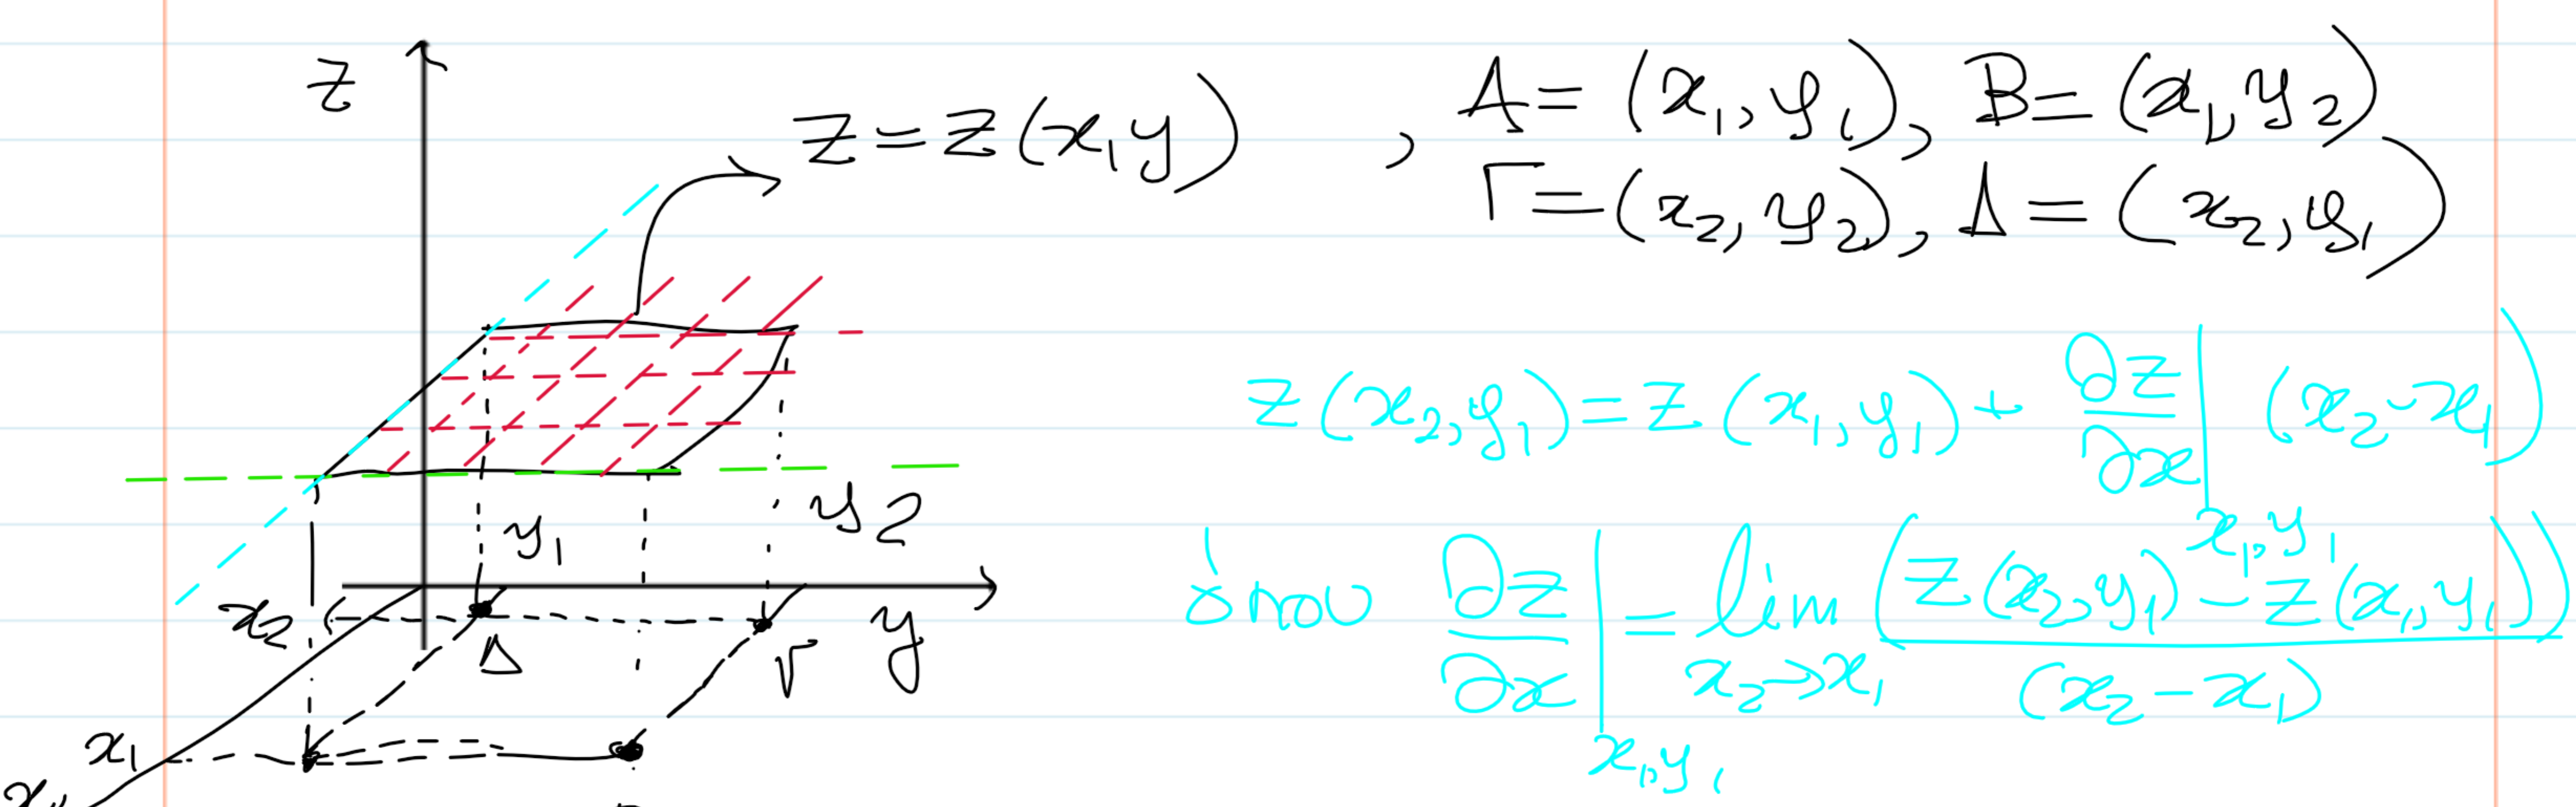 z
z = z(x,y) , A = (x₁, y₁), B = (x₁, y₂)
Γ = (x₂, y₂), Δ = (x₂, y₁)
z(x₂, y₁) = z(x₁, y₁) + ∂z/∂x |x₁,y₁ (x₂ - x₁)
y₁
y₂
όπου ∂z/∂x |x₁,y₁ = lim x₂→x₁ (z(x₂, y₁) - z(x₁, y₁)) / (x₂ - x₁)
x₂
Δ
Γ
y
x₁
x